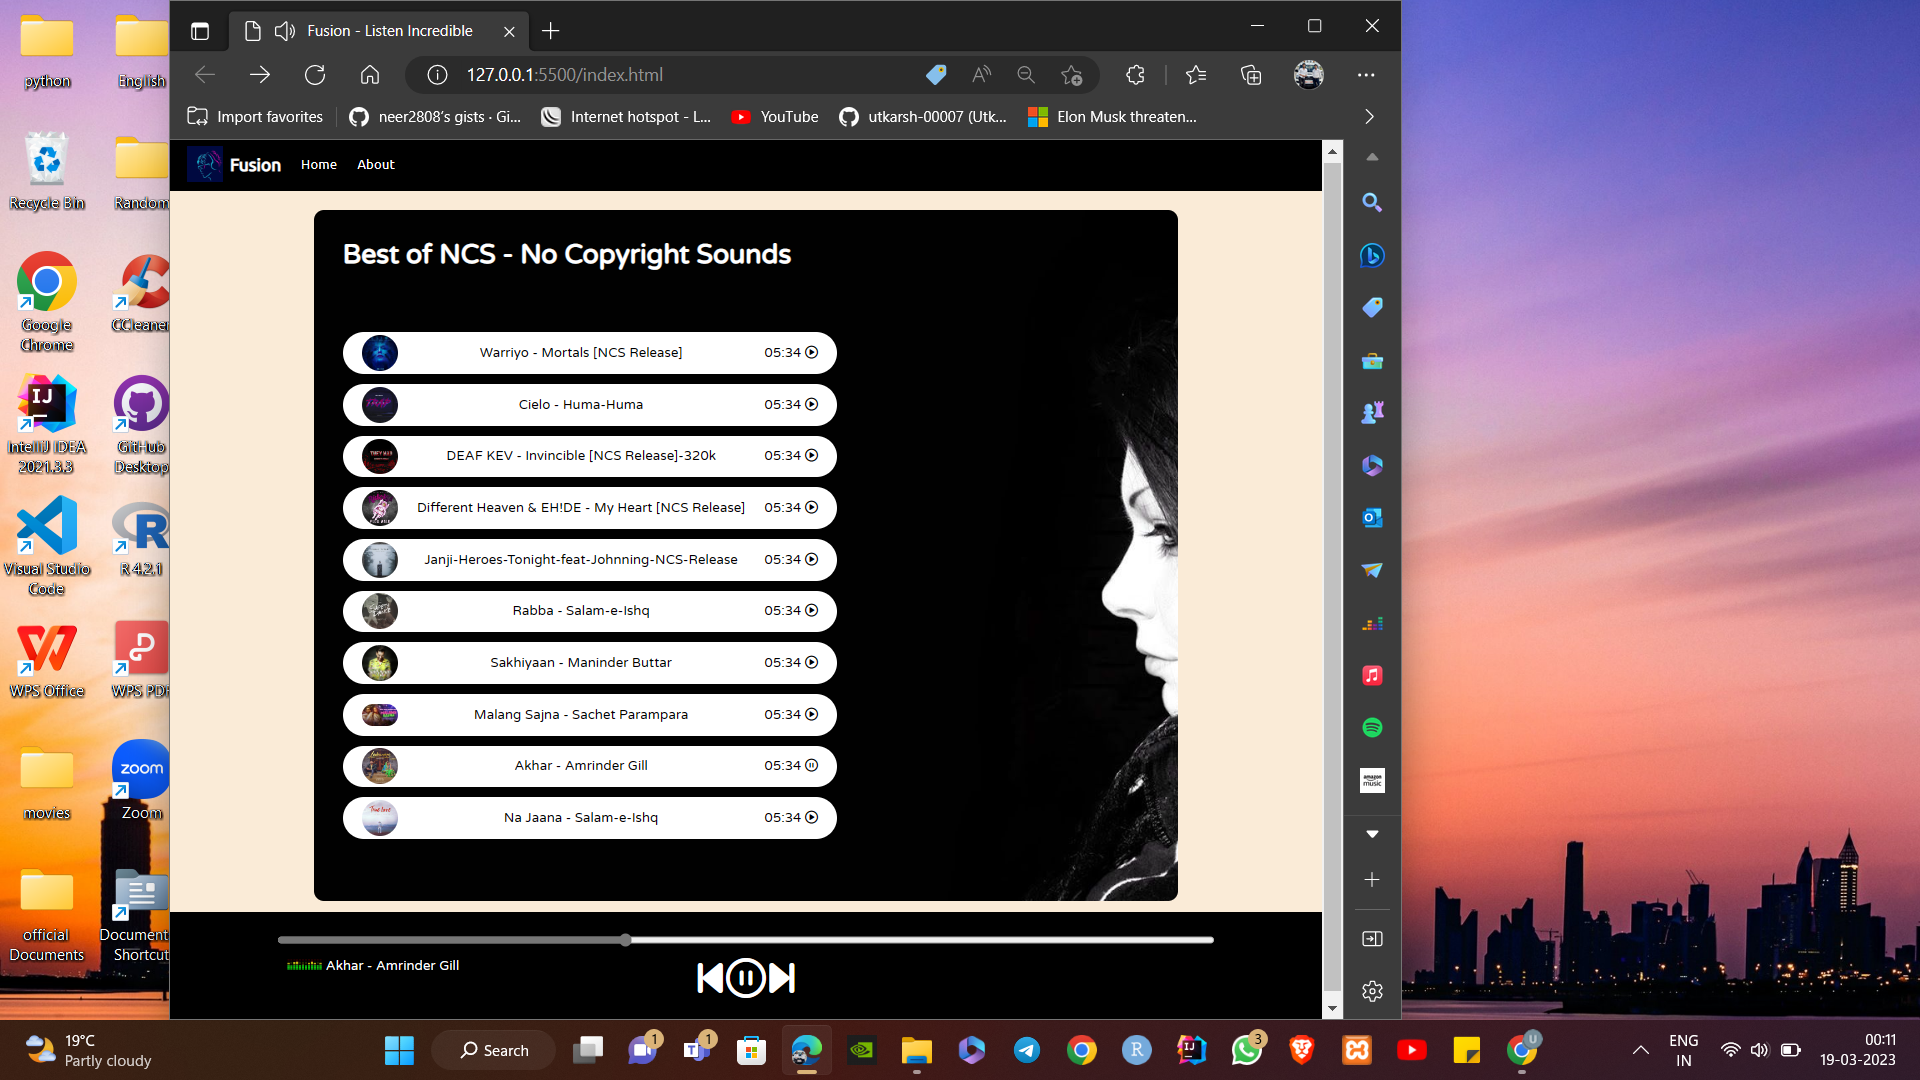 python
English
Recycle Bin
Random
Google
Chrome
CCleaner
IntelliJ IDEA
2021.3.3
GitHub
Desktop
Visual Studio
Code
R 4.2.1
WPS Office
WPS PDF
movies
zoom
Zoom
official
Documents
Document
Shortcut
Fusion - Listen Incredible
127.0.0.1:5500/index.html
Import favorites
neer2808's gists · Gi...
Internet hotspot - L...
YouTube
utkarsh-00007 (Utk...
Elon Musk threaten...
Fusion
Home
About
Best of NCS - No Copyright Sounds
Warriyo - Mortals [NCS Release] 05:34
Cielo - Huma-Huma 05:34
DEAF KEV - Invincible [NCS Release]-320k 05:34
Different Heaven & EH!DE - My Heart [NCS Release] 05:34
Janji-Heroes-Tonight-feat-Johnning-NCS-Release 05:34
Rabba - Salam-e-Ishq 05:34
Sakhiyaan - Maninder Buttar 05:34
Malang Sajna - Sachet Parampara 05:34
Akhar - Amrinder Gill 05:34
Na Jaana - Salam-e-Ishq 05:34
Akhar - Amrinder Gill
amazon
music
19°C
Partly cloudy
Search
1
1
3
U
ENG
IN
00:11
19-03-2023